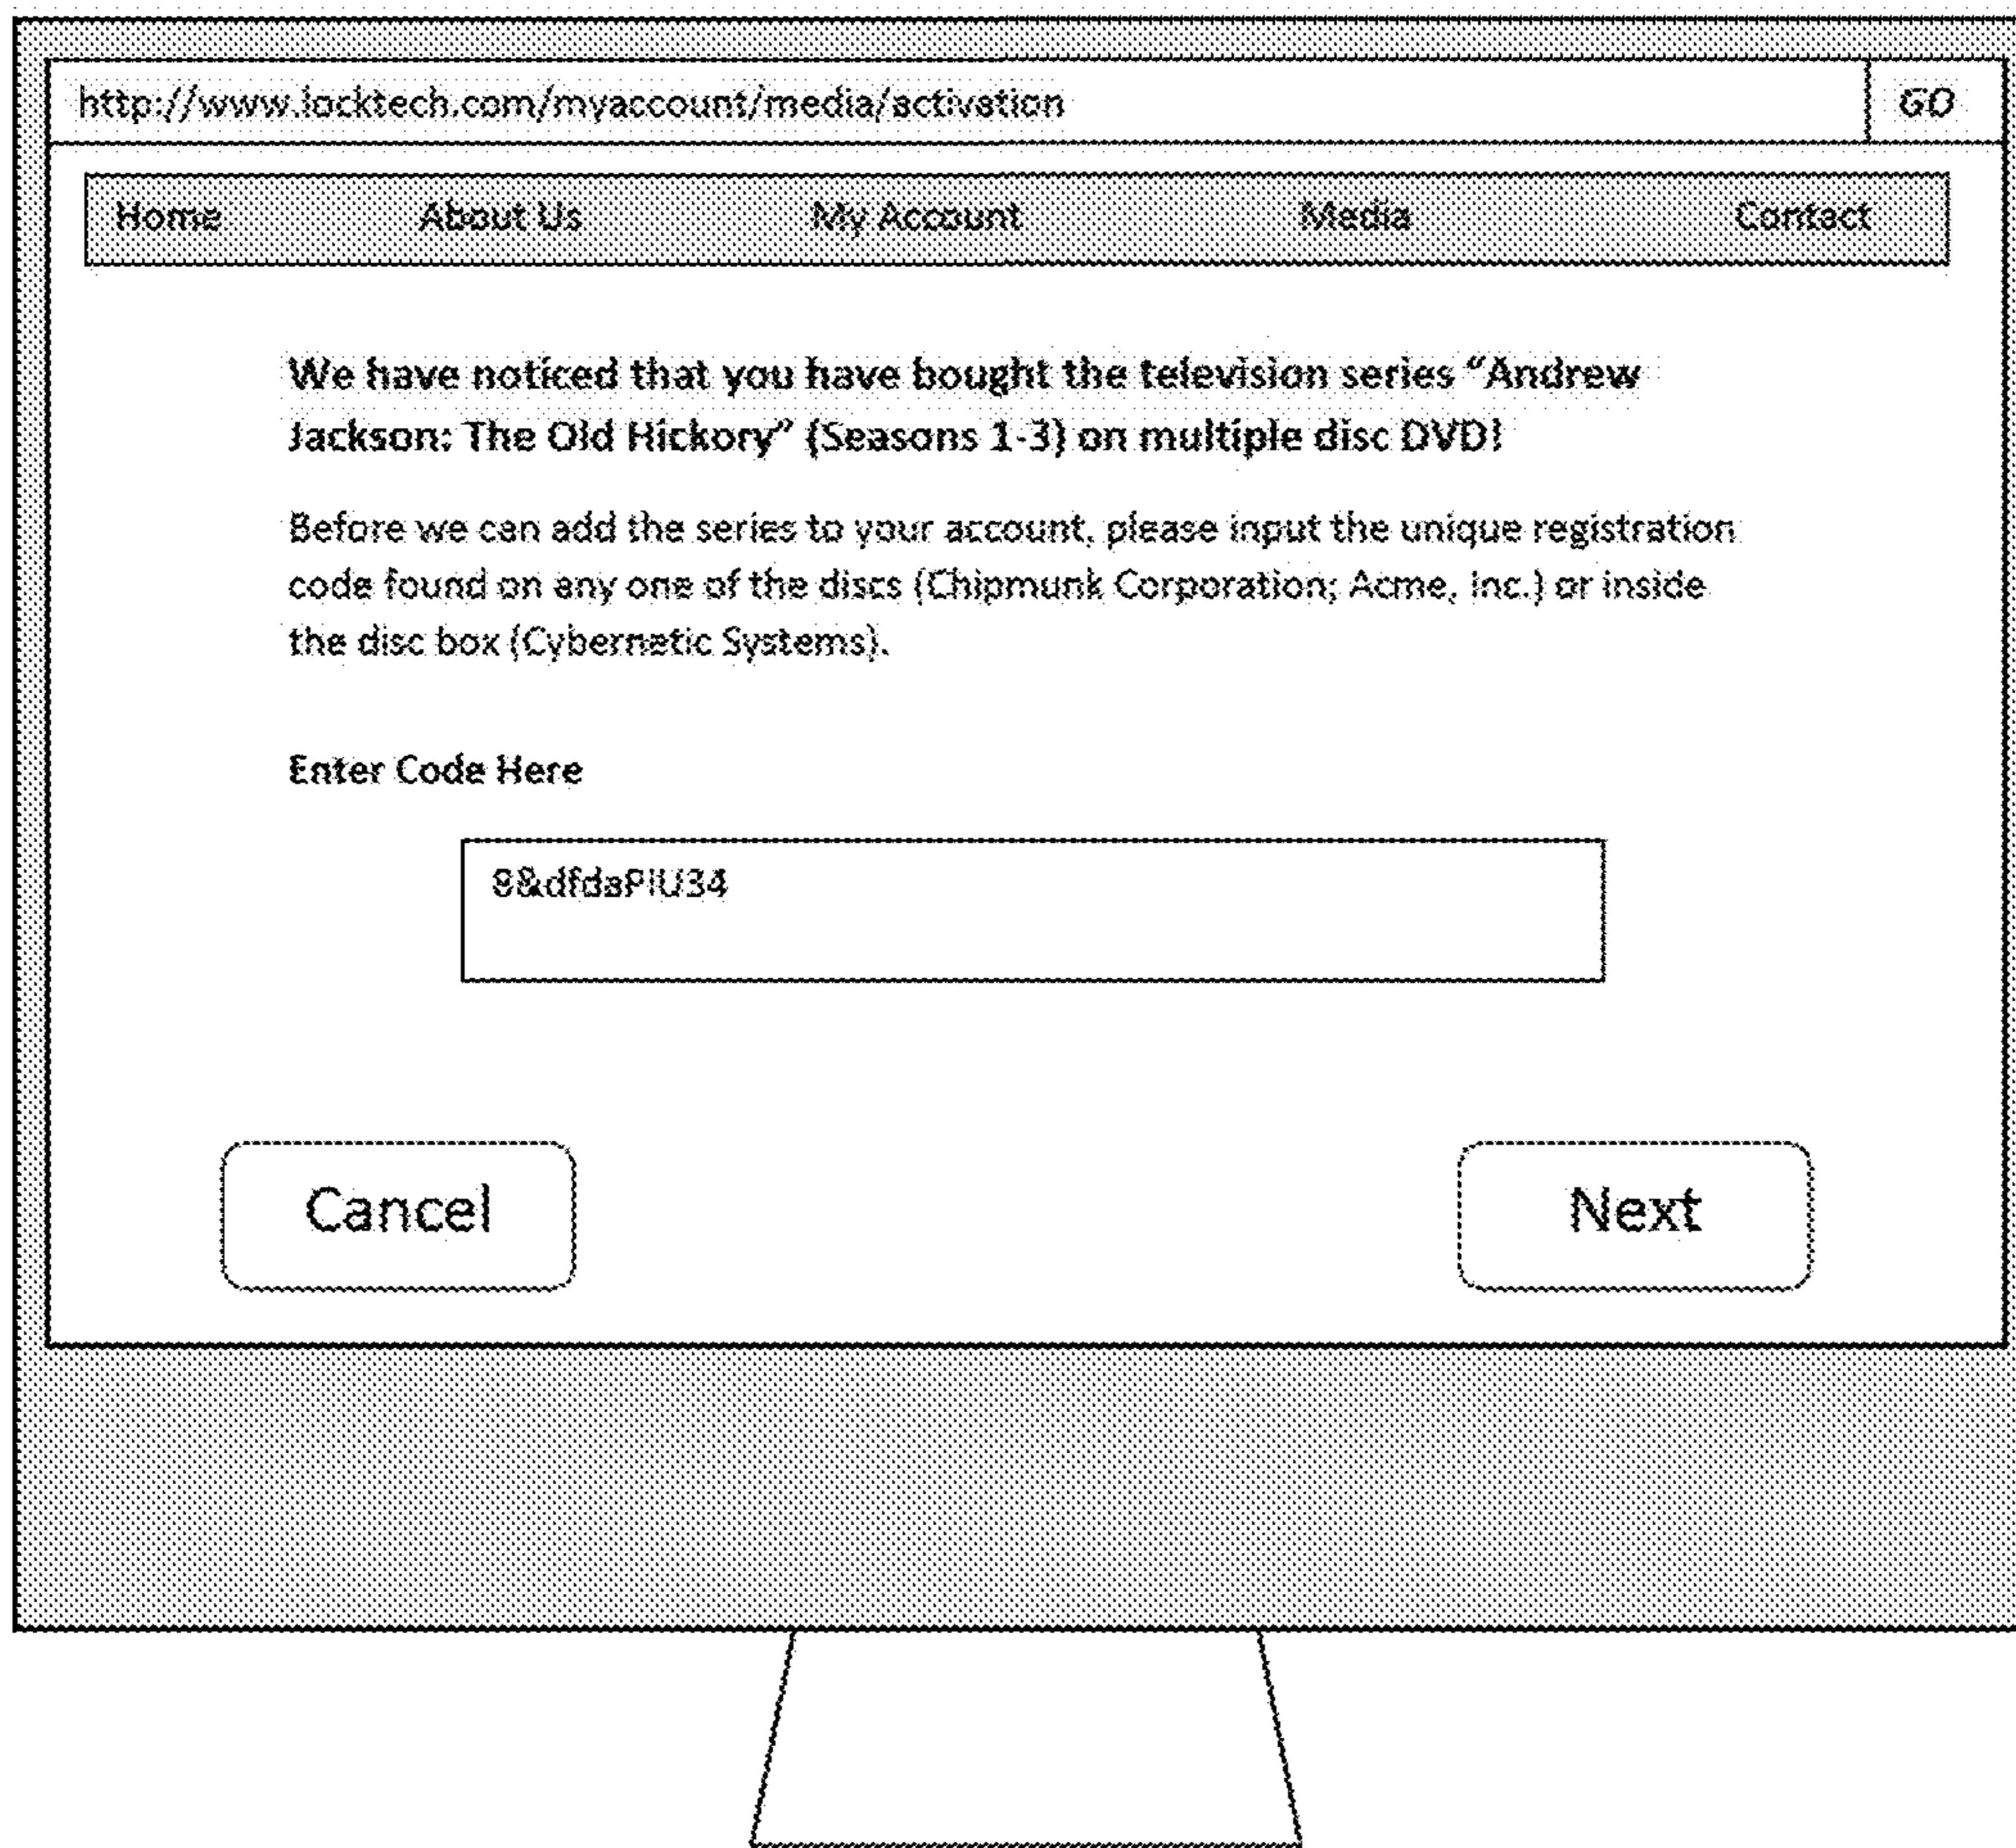 http://www.locktech.com/myaccount/media/activation GO
Home About Us My Account Media Contact
We have noticed that you have bought the television series “Andrew
Jackson: The Old Hickory” (Seasons 1-3) on multiple disc DVD!
Before we can add the series to your account, please input the unique registration
code found on any one of the discs (Chipmunk Corporation; Acme, Inc.) or inside
the disc box (Cybernetic Systems).
Enter Code Here
9&dfdaPIU34
Cancel Next